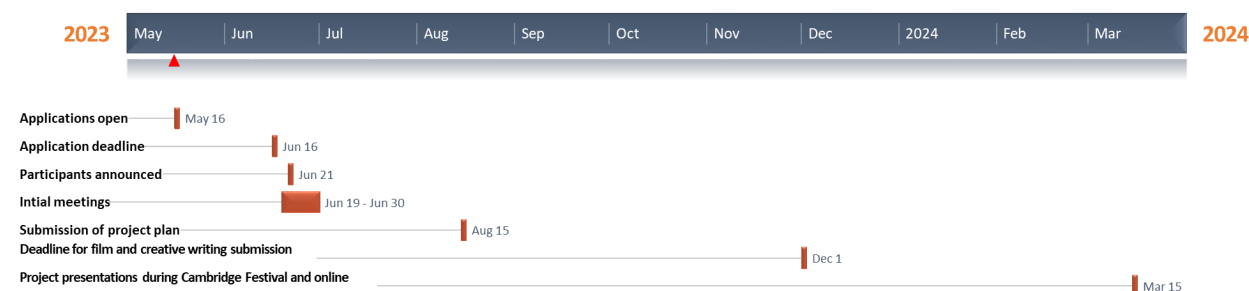 2023 May Jun Jul Aug Sep Oct Nov Dec 2024 Feb Mar 2024
Applications open May 16
Application deadline Jun 16
Participants announced Jun 21
Intial meetings Jun 19 - Jun 30
Submission of project plan Aug 15
Deadline for film and creative writing submission Dec 1
Project presentations during Cambridge Festival and online Mar 15